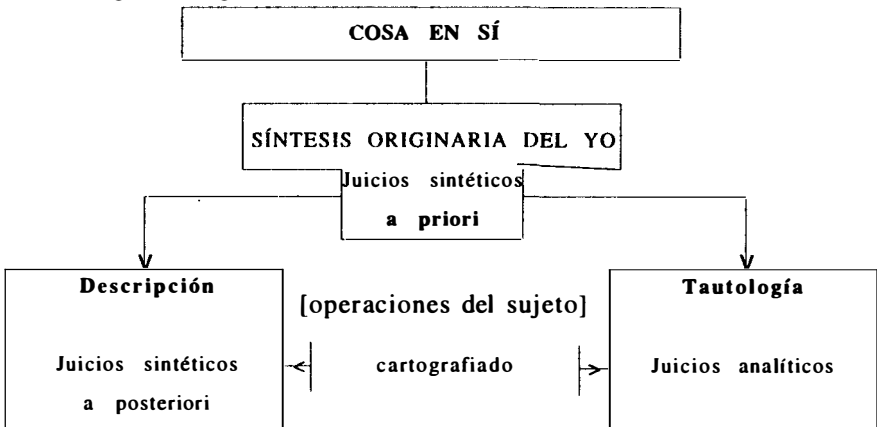 COSA EN SÍ
SÍNTESIS ORIGINARIA DEL YO
Juicios sintéticos
a priori
Descripción
Juicios sintéticos
a posteriori
[operaciones del sujeto]
cartografiado
Tautología
Juicios analíticos